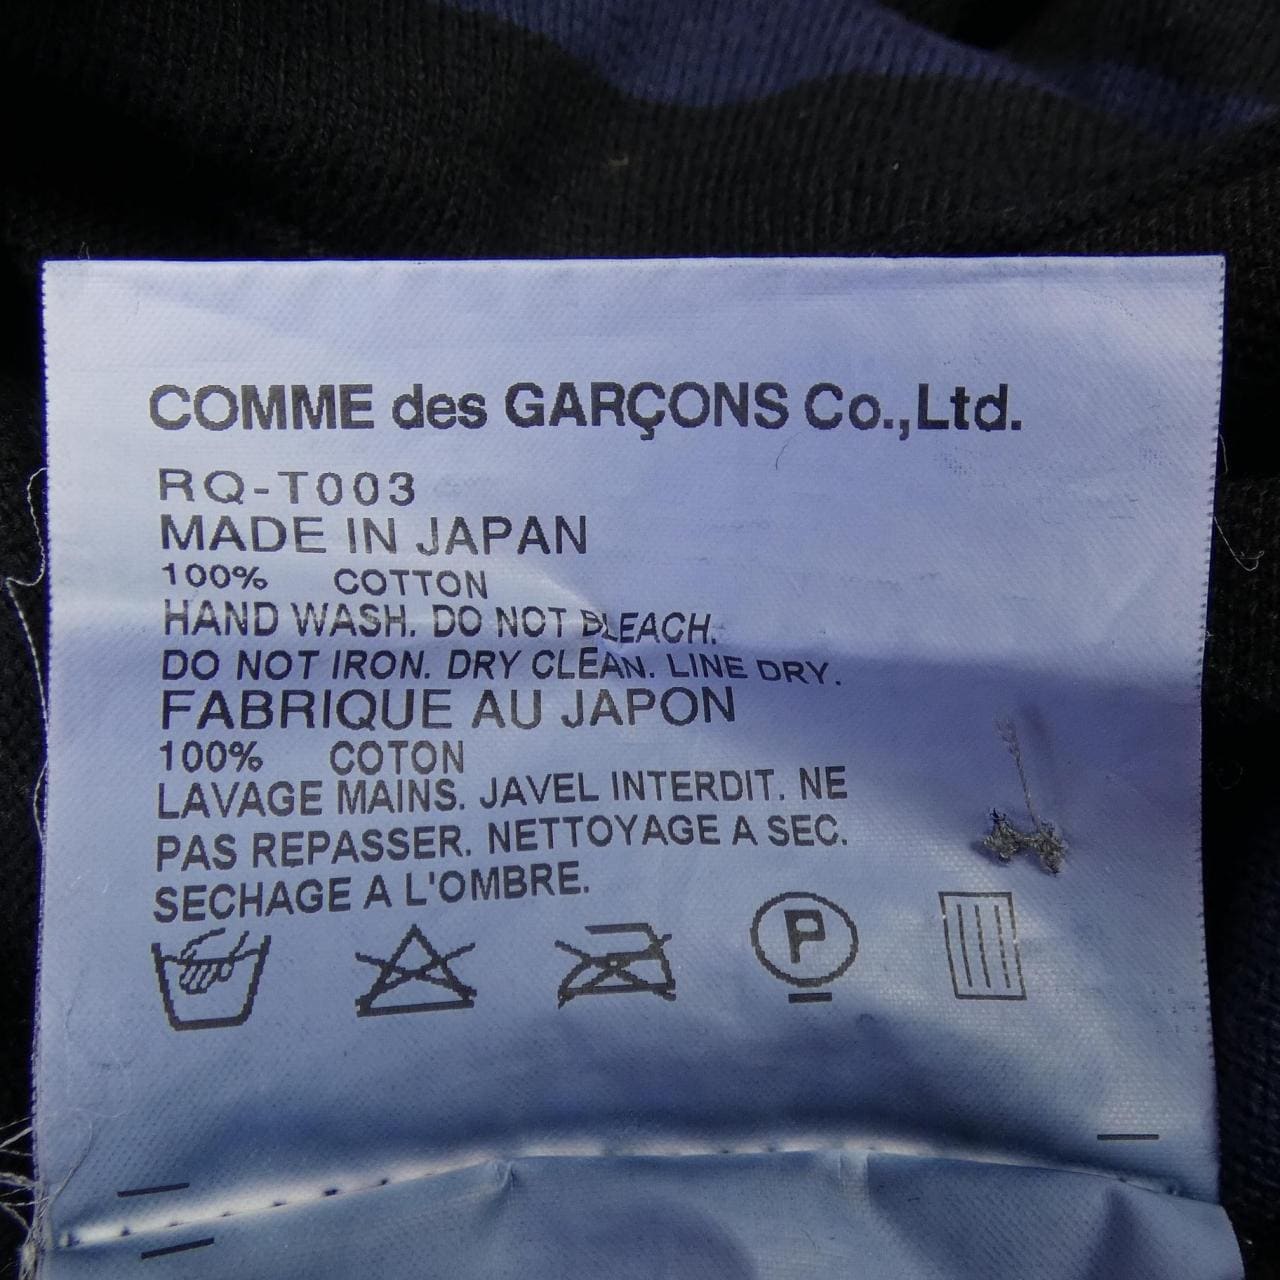 COMME des GARÇONS Co.,Ltd.
RQ-T003
MADE IN JAPAN
100% COTTON
HAND WASH. DO NOT BLEACH.
DO NOT IRON. DRY CLEAN. LINE DRY.
FABRIQUE AU JAPON
100% COTON
LAVAGE MAINS. JAVEL INTERDIT. NE
PAS REPASSER. NETTOYAGE A SEC.
SECHAGE A L'OMBRE.
P